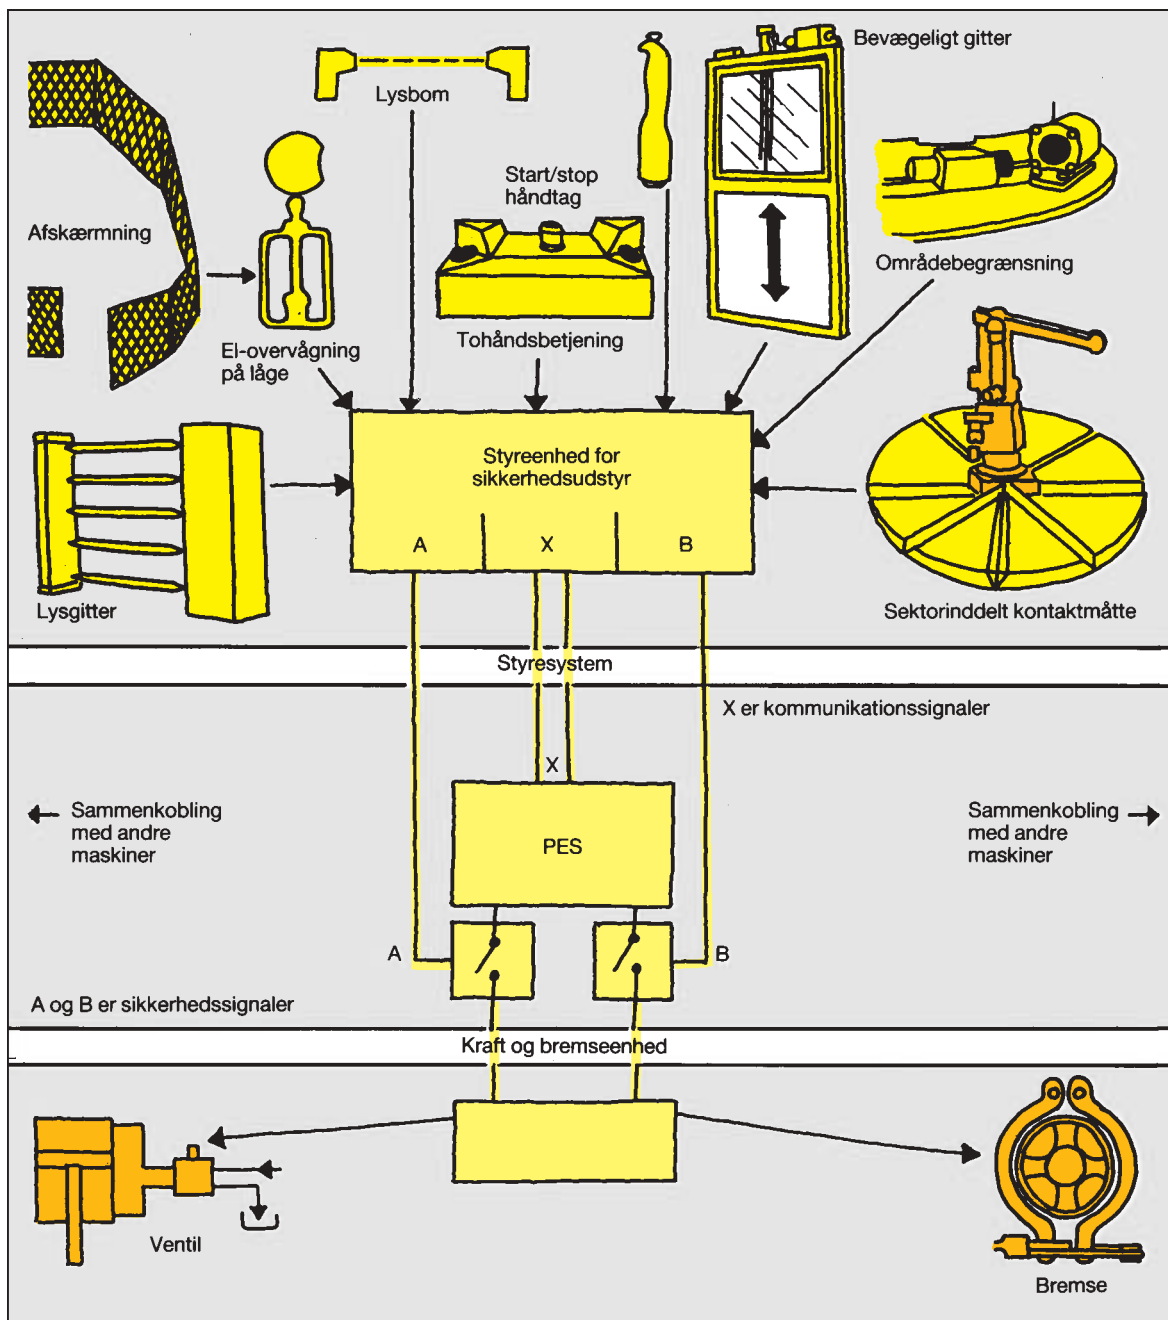 Bevægeligt gitter
Lysbom
Start/stop
håndtag
Afskærmning
Områdebegrænsning
El-overvågning
på låge
Tohåndsbetjening
Styreenhed for
sikkerhedsudstyr
A
X
B
Lysgitter
Sektorinddelt kontaktmåtte
Styresystem
X er kommunikationssignaler
X
Sammenkobling
med andre
maskiner
PES
Sammenkobling
med andre
maskiner
A
B
A og B er sikkerhedssignaler
Kraft og bremseenhed
Ventil
Bremse